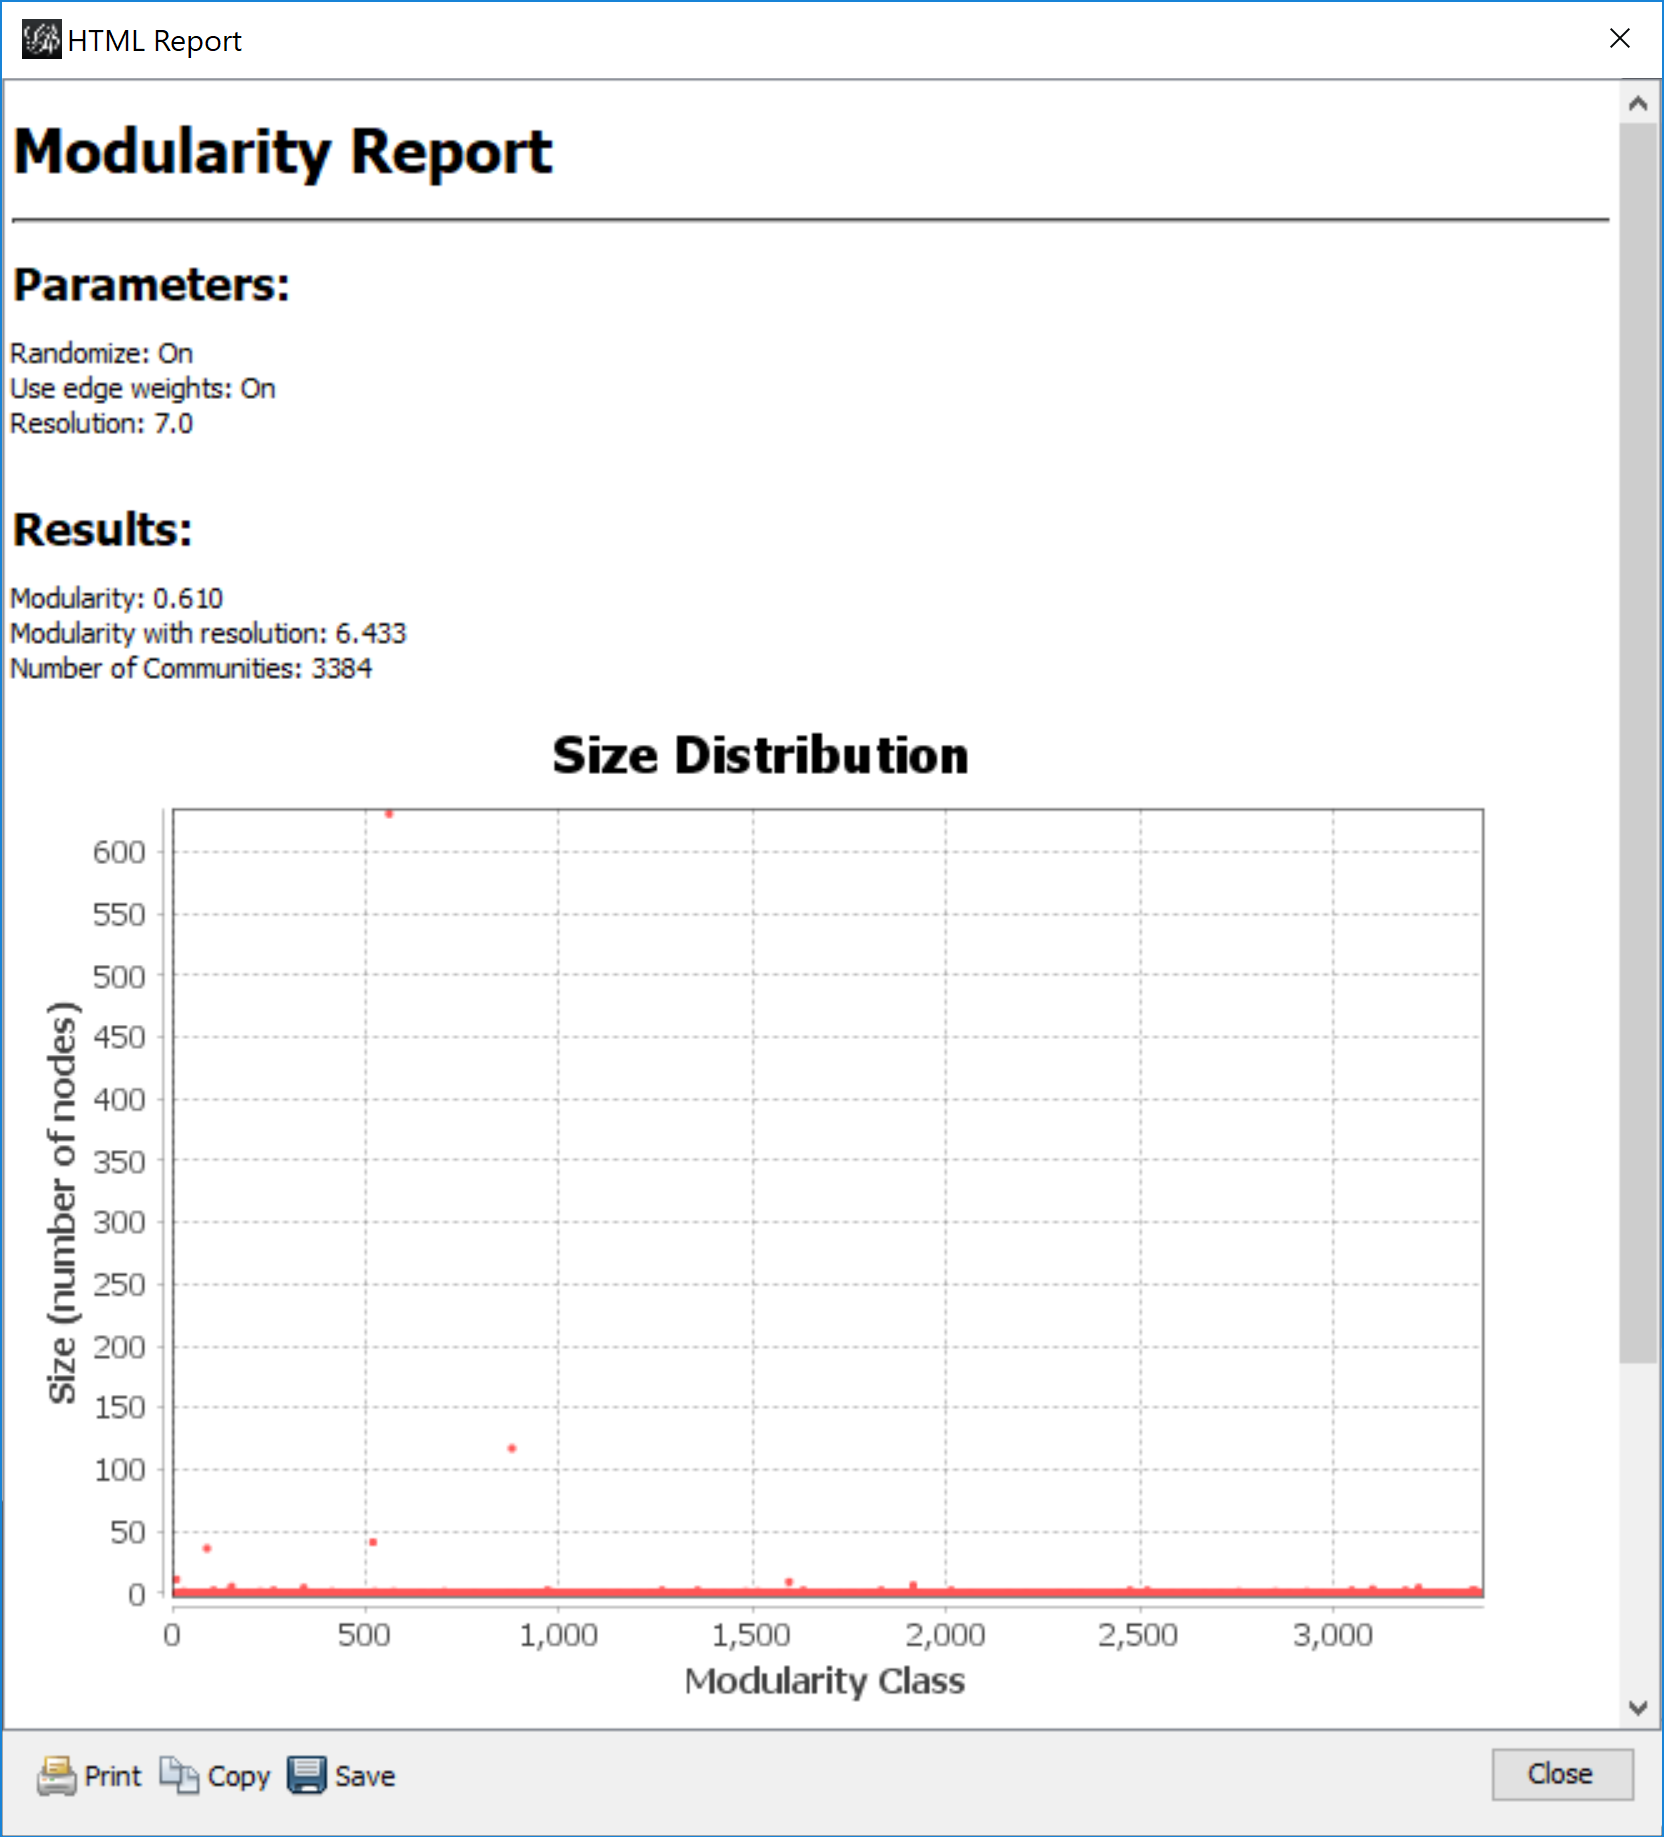 HTML Report
Modularity Report
Parameters:
Randomize: On
Use edge weights: On
Resolution: 7.0
Results:
Modularity: 0.610
Modularity with resolution: 6.433
Number of Communities: 3384
Size Distribution
Size (number of nodes)
600
550
500
450
400
350
300
250
200
150
100
50
0
0 500 1,000 1,500 2,000 2,500 3,000
Modularity Class
Print Copy Save Close